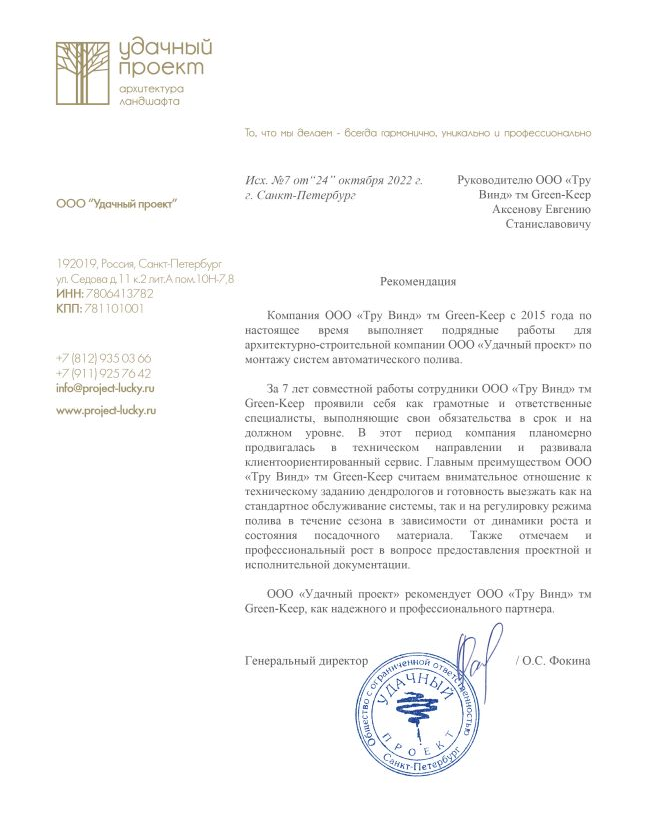 удачный
проект
архитектура
ландшафта
То, что мы делаем - всегда гармонично, уникально и профессионально
Исх. №7 от“24” октября 2022 г.
г. Санкт-Петербург
Руководителю ООО «Тру
Винд» тм Green-Keep
Аксенову Евгению
Станиславовичу
ООО “Удачный проект”
192019, Россия, Санкт-Петербург
ул. Седова д.11 к.2 лит.А пом.10Н-7,8
ИНН: 7806413782
КПП: 781101001
+7 (812) 935 03 66
+7 (911) 925 76 42
info@project-lucky.ru
www.project-lucky.ru
Рекомендация
Компания ООО «Тру Винд» тм Green-Keep с 2015 года по
настоящее время выполняет подрядные работы для
архитектурно-строительной компании ООО «Удачный проект» по
монтажу систем автоматического полива.
За 7 лет совместной работы сотрудники ООО «Тру Винд» тм
Green-Keep проявили себя как грамотные и ответственные
специалисты, выполняющие свои обязательства в срок и на
должном уровне. В этот период компания планомерно
продвигалась в техническом направлении и развивала
клиентоориентированный сервис. Главным преимуществом ООО
«Тру Винд» тм Green-Keep считаем внимательное отношение к
техническому заданию дендрологов и готовность выезжать как на
стандартное обслуживание системы, так и на регулировку режима
полива в течение сезона в зависимости от динамики роста и
состояния посадочного материала. Также отмечаем и
профессиональный рост в вопросе предоставления проектной и
исполнительной документации.
ООО «Удачный проект» рекомендует ООО «Тру Винд» тм
Green-Keep, как надежного и профессионального партнера.
Генеральный директор / О.С. Фокина
Общество с ограниченной ответственностью
УДАЧНЫЙ
ПРОЕКТ
Санкт-Петербург